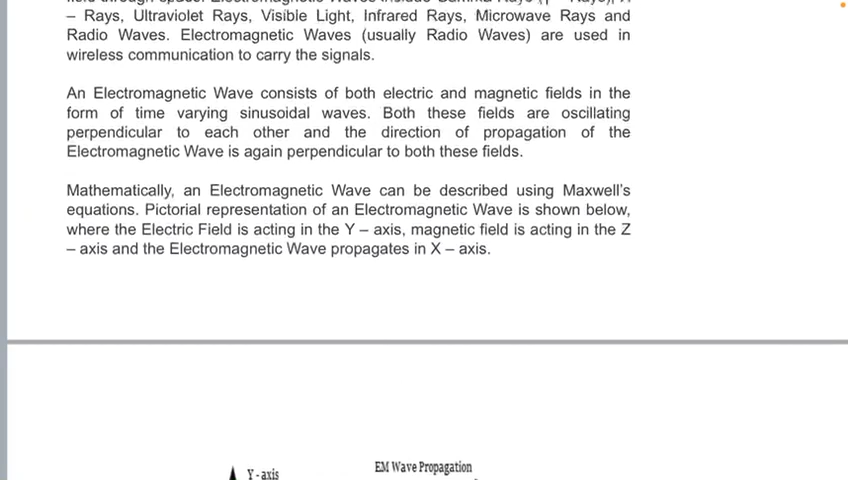 – Rays, Ultraviolet Rays, Visible Light, Infrared Rays, Microwave Rays and
Radio Waves. Electromagnetic Waves (usually Radio Waves) are used in
wireless communication to carry the signals.
An Electromagnetic Wave consists of both electric and magnetic fields in the
form of time varying sinusoidal waves. Both these fields are oscillating
perpendicular to each other and the direction of propagation of the
Electromagnetic Wave is again perpendicular to both these fields.
Mathematically, an Electromagnetic Wave can be described using Maxwell's
equations. Pictorial representation of an Electromagnetic Wave is shown below,
where the Electric Field is acting in the Y – axis, magnetic field is acting in the Z
– axis and the Electromagnetic Wave propagates in X – axis.
EM Wave Propagation
Y - axis